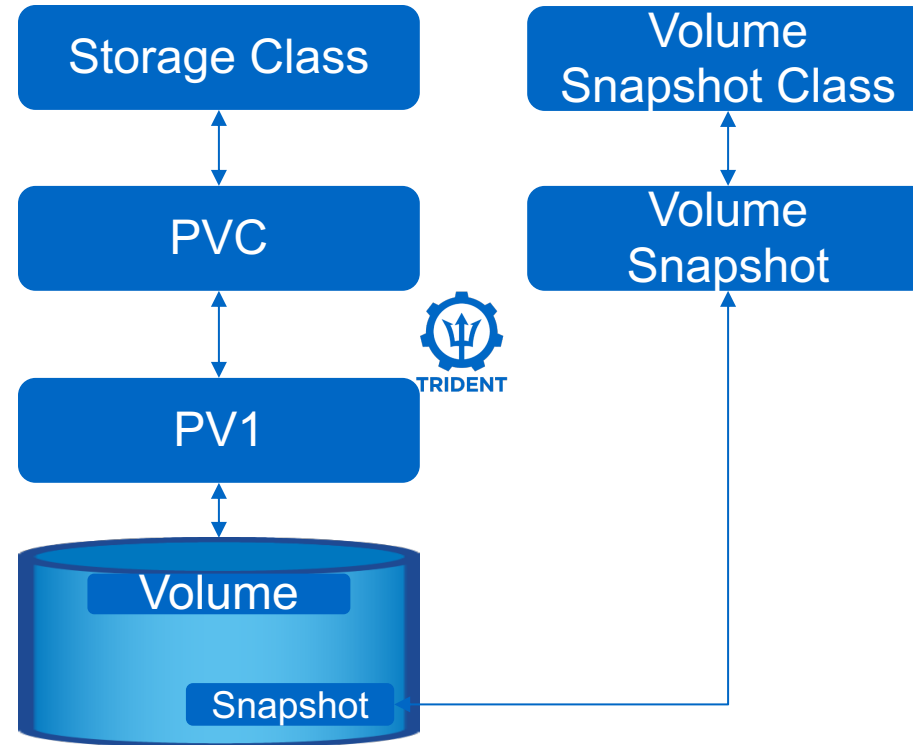 Storage Class
PVC
TRIDENT
PV1
Volume
Snapshot
Volume
Snapshot Class
Volume
Snapshot